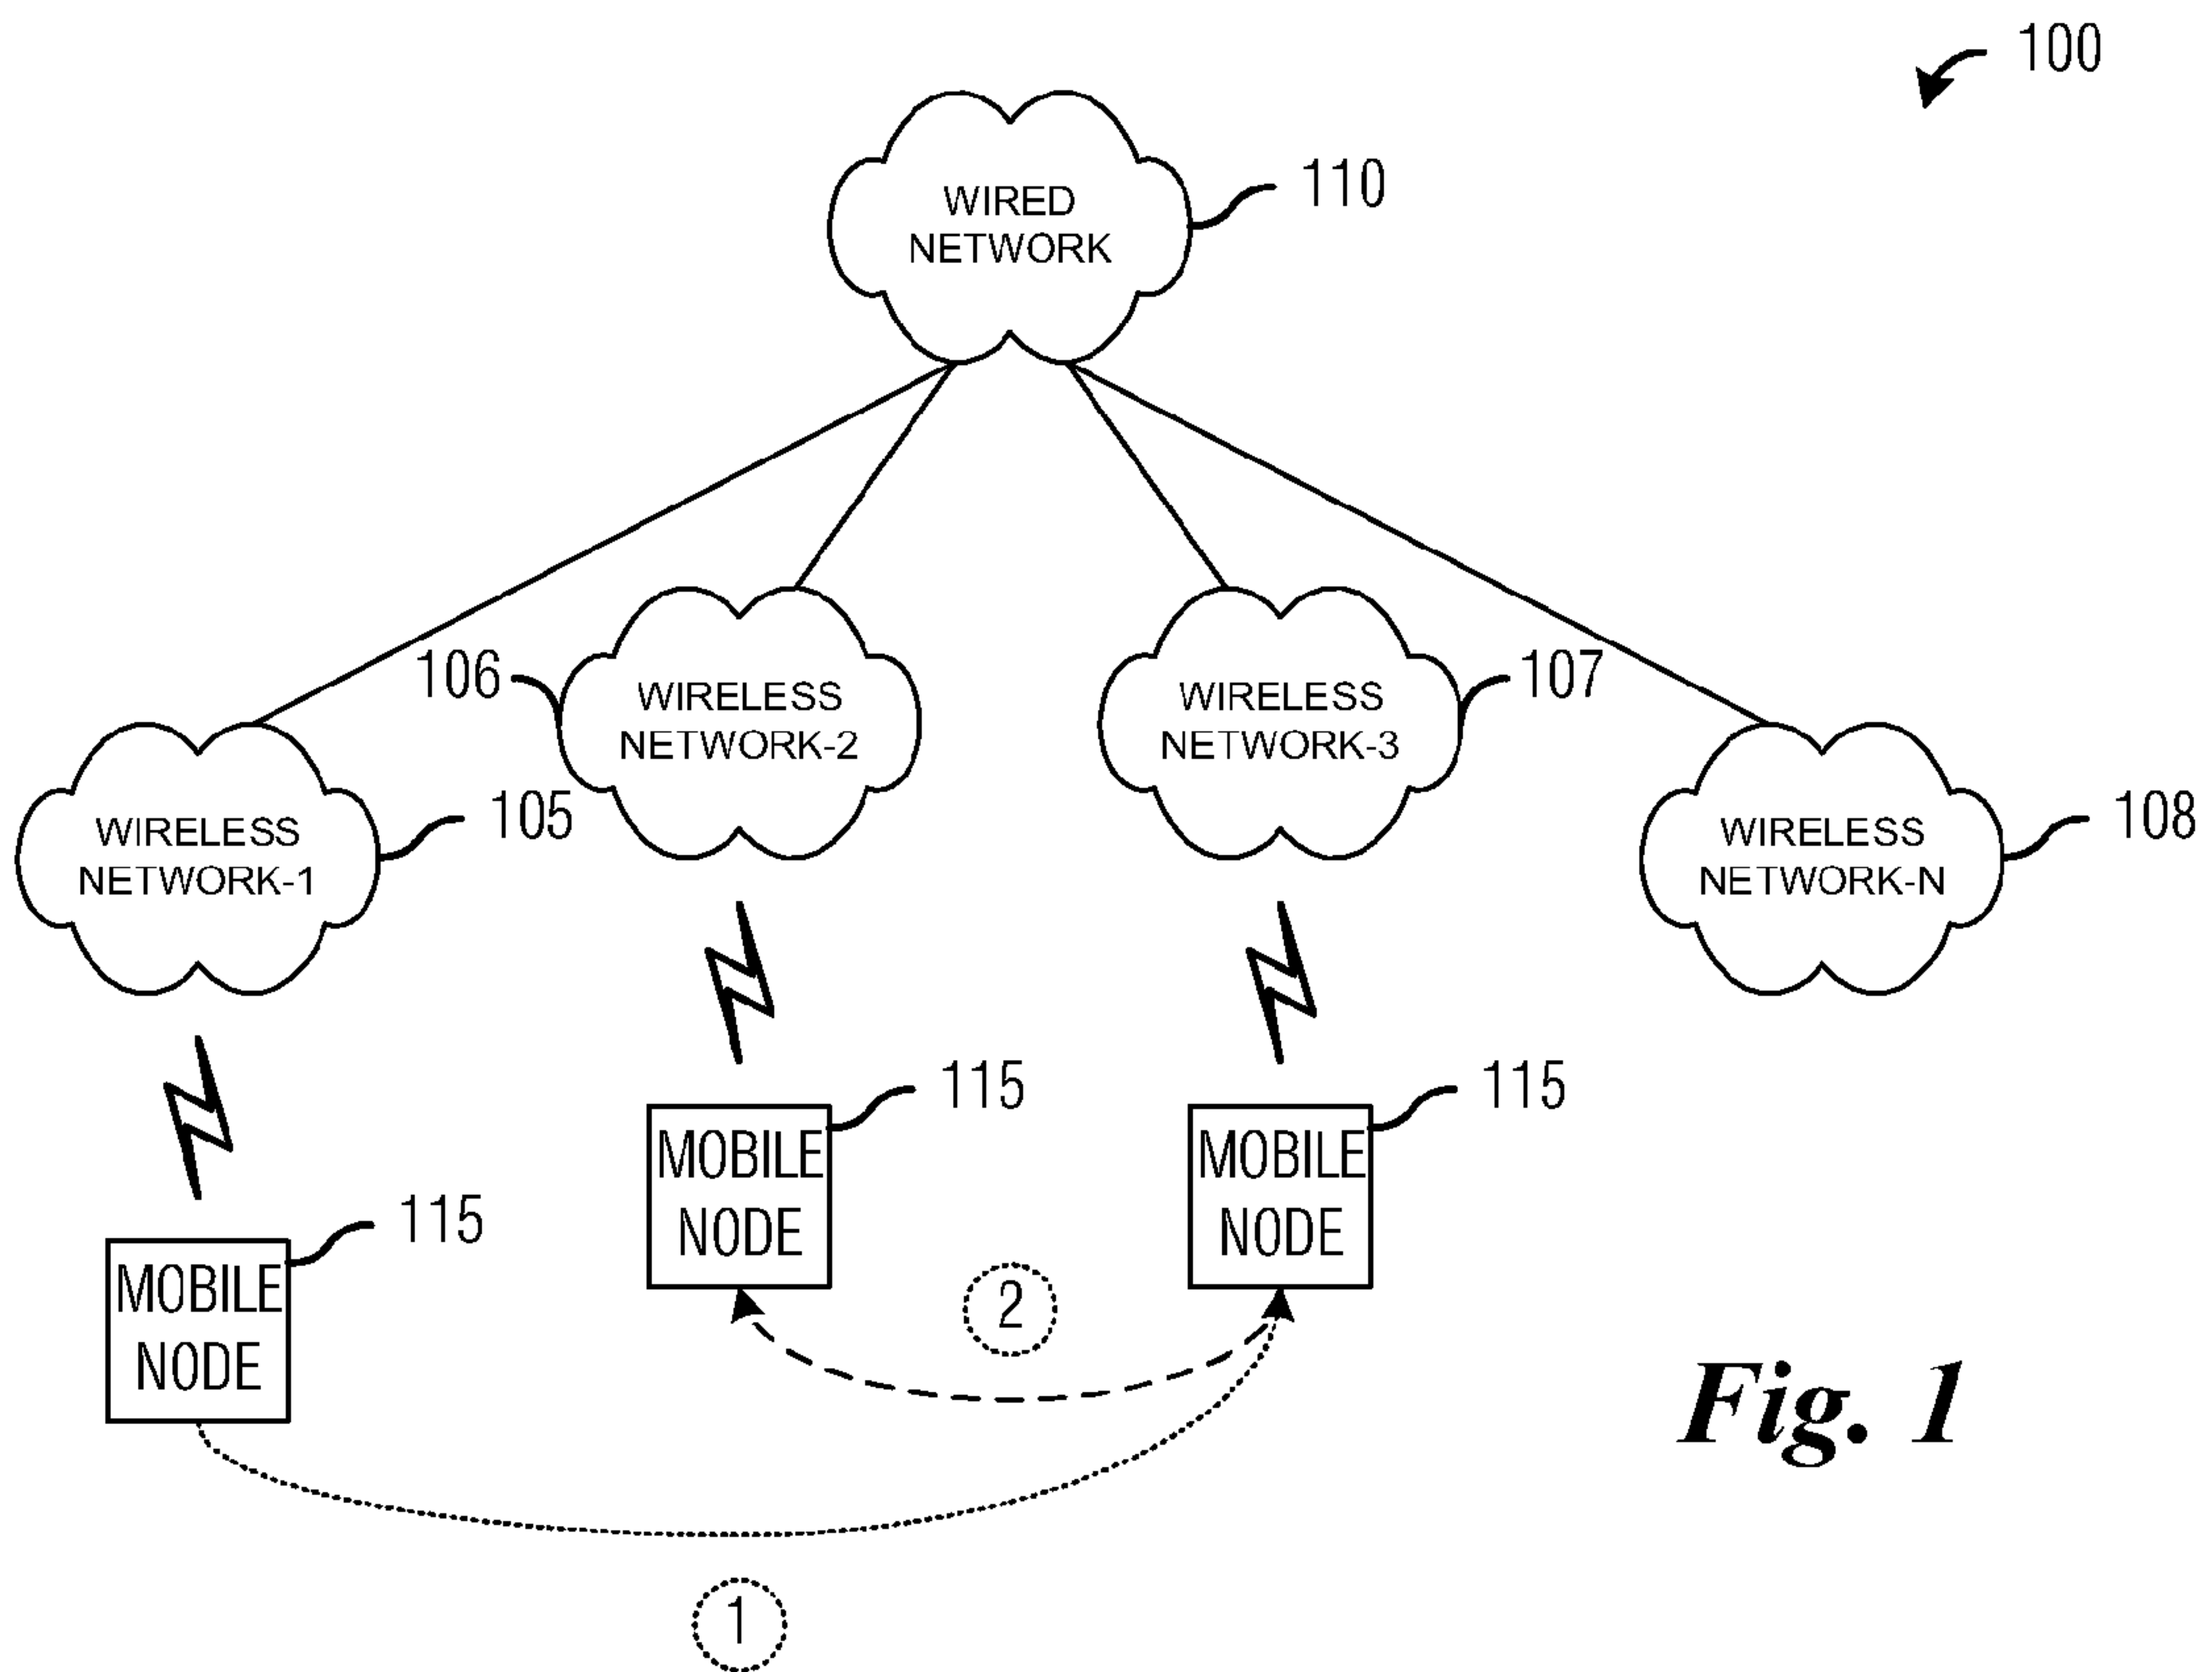 100
WIRED
NETWORK
110
106
WIRELESS
NETWORK-2
WIRELESS
NETWORK-3
107
WIRELESS
NETWORK-1
105
WIRELESS
NETWORK-N
108
115
MOBILE
NODE
115
MOBILE
NODE
115
MOBILE
NODE
2
1
Fig. 1